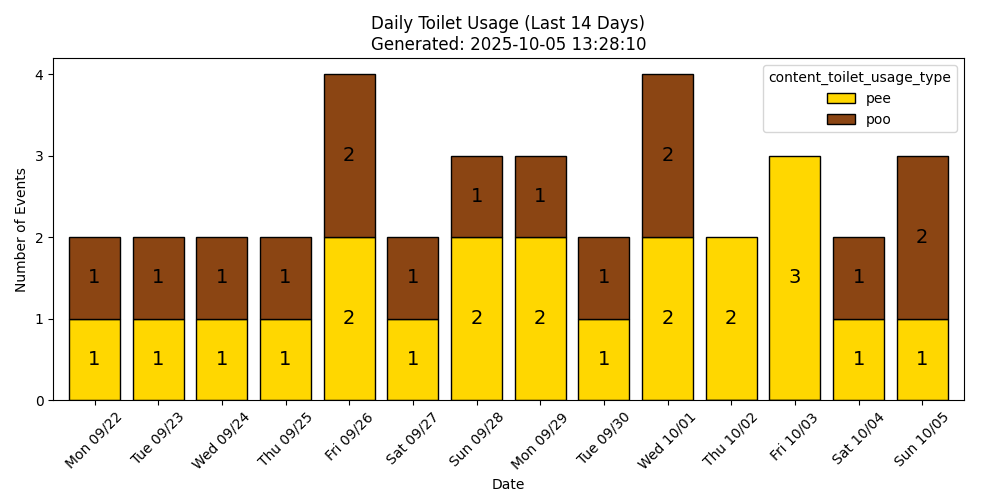 Daily Toilet Usage (Last 14 Days)
Generated: 2025-10-05 13:28:10
content_toilet_usage_type
pee
poo
Number of Events
4
3
2
1
0
2 2
1 1 2
1 1 1 1 1 1 1
2 2 2 2 2 3
1 1 1 1 1 1 1 1
Mon 09/22
Tue 09/23
Wed 09/24
Thu 09/25
Fri 09/26
Sat 09/27
Sun 09/28
Mon 09/29
Tue 09/30
Wed 10/01
Thu 10/02
Fri 10/03
Sat 10/04
Sun 10/05
Date